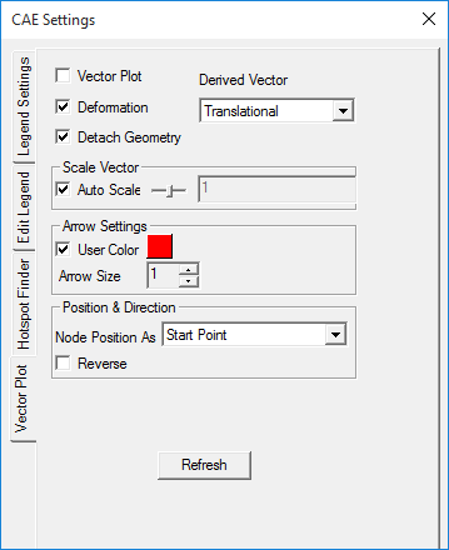 CAE Settings
Legend Settings
Edit Legend
Hotspot Finder
Vector Plot
Vector Plot
Derived Vector
Deformation
Translational
Detach Geometry
Scale Vector
Auto Scale
1
Arrow Settings
User Color
Arrow Size
1
Position & Direction
Node Position As
Start Point
Reverse
Refresh